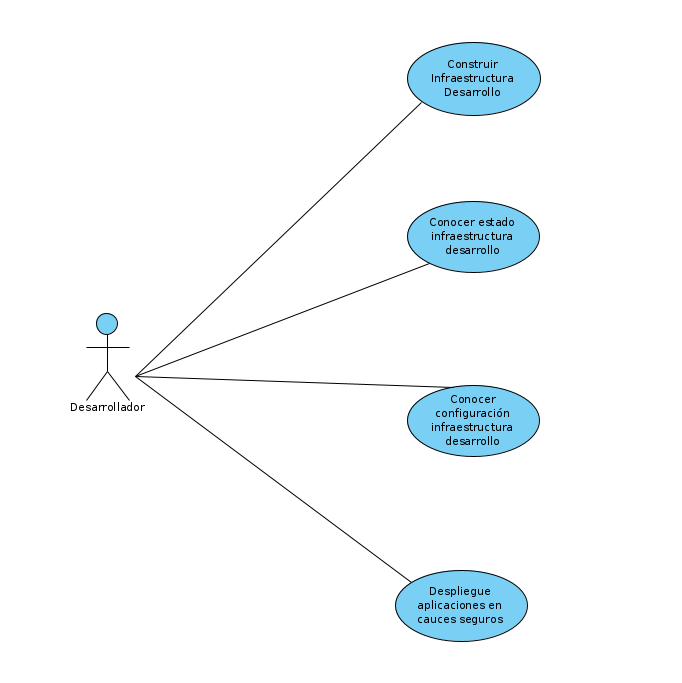 Construir
Infraestructura
Desarrollo
Conocer estado
infraestructura
desarrollo
Desarrollador
Conocer
configuración
infraestructura
desarrollo
Despliegue
aplicaciones en
cauces seguros